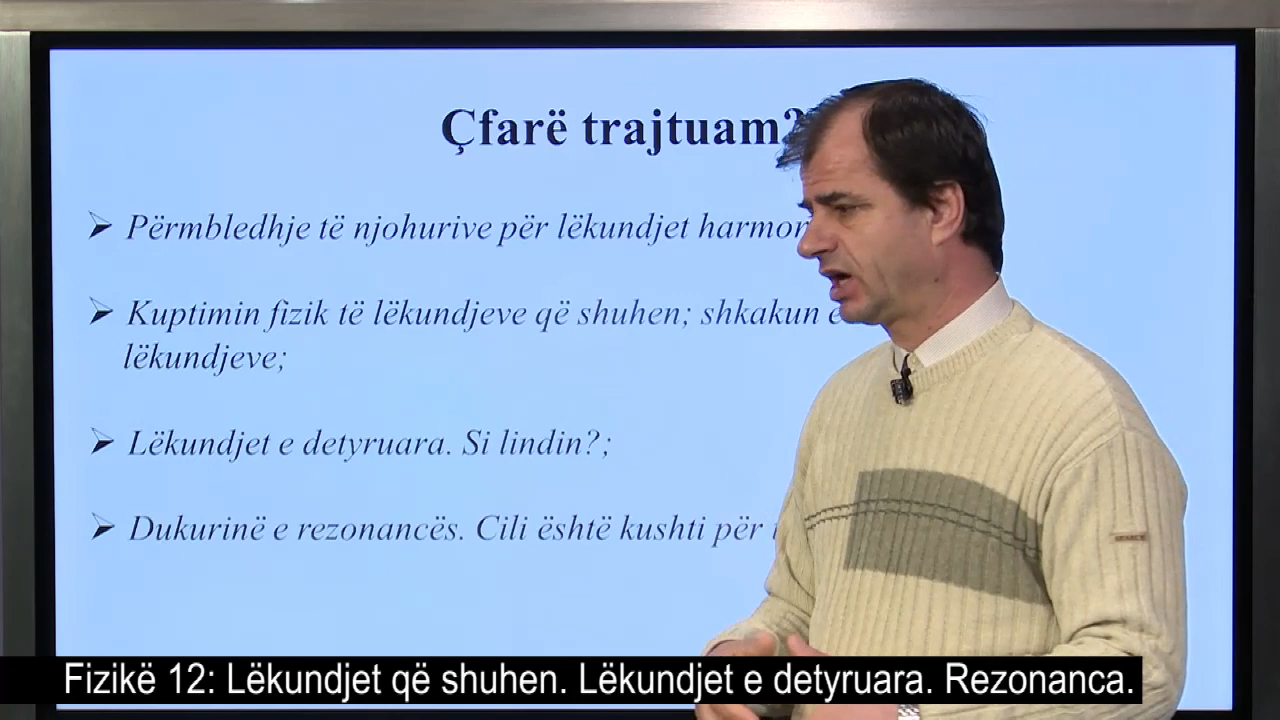 Çfarë trajtuam?
Përmbledhje të njohurive për lëkundjet
Kuptimin fizik të lëkundjeve që shuhen; shkakun e
lëkundjeve;
Lëkundjet e detyruara. Si lindin?;
Dukurinë e rezonancës. Cili është kushti për
Fizikë 12: Lëkundjet që shuhen. Lëkundjet e detyruara. Rezonanca.